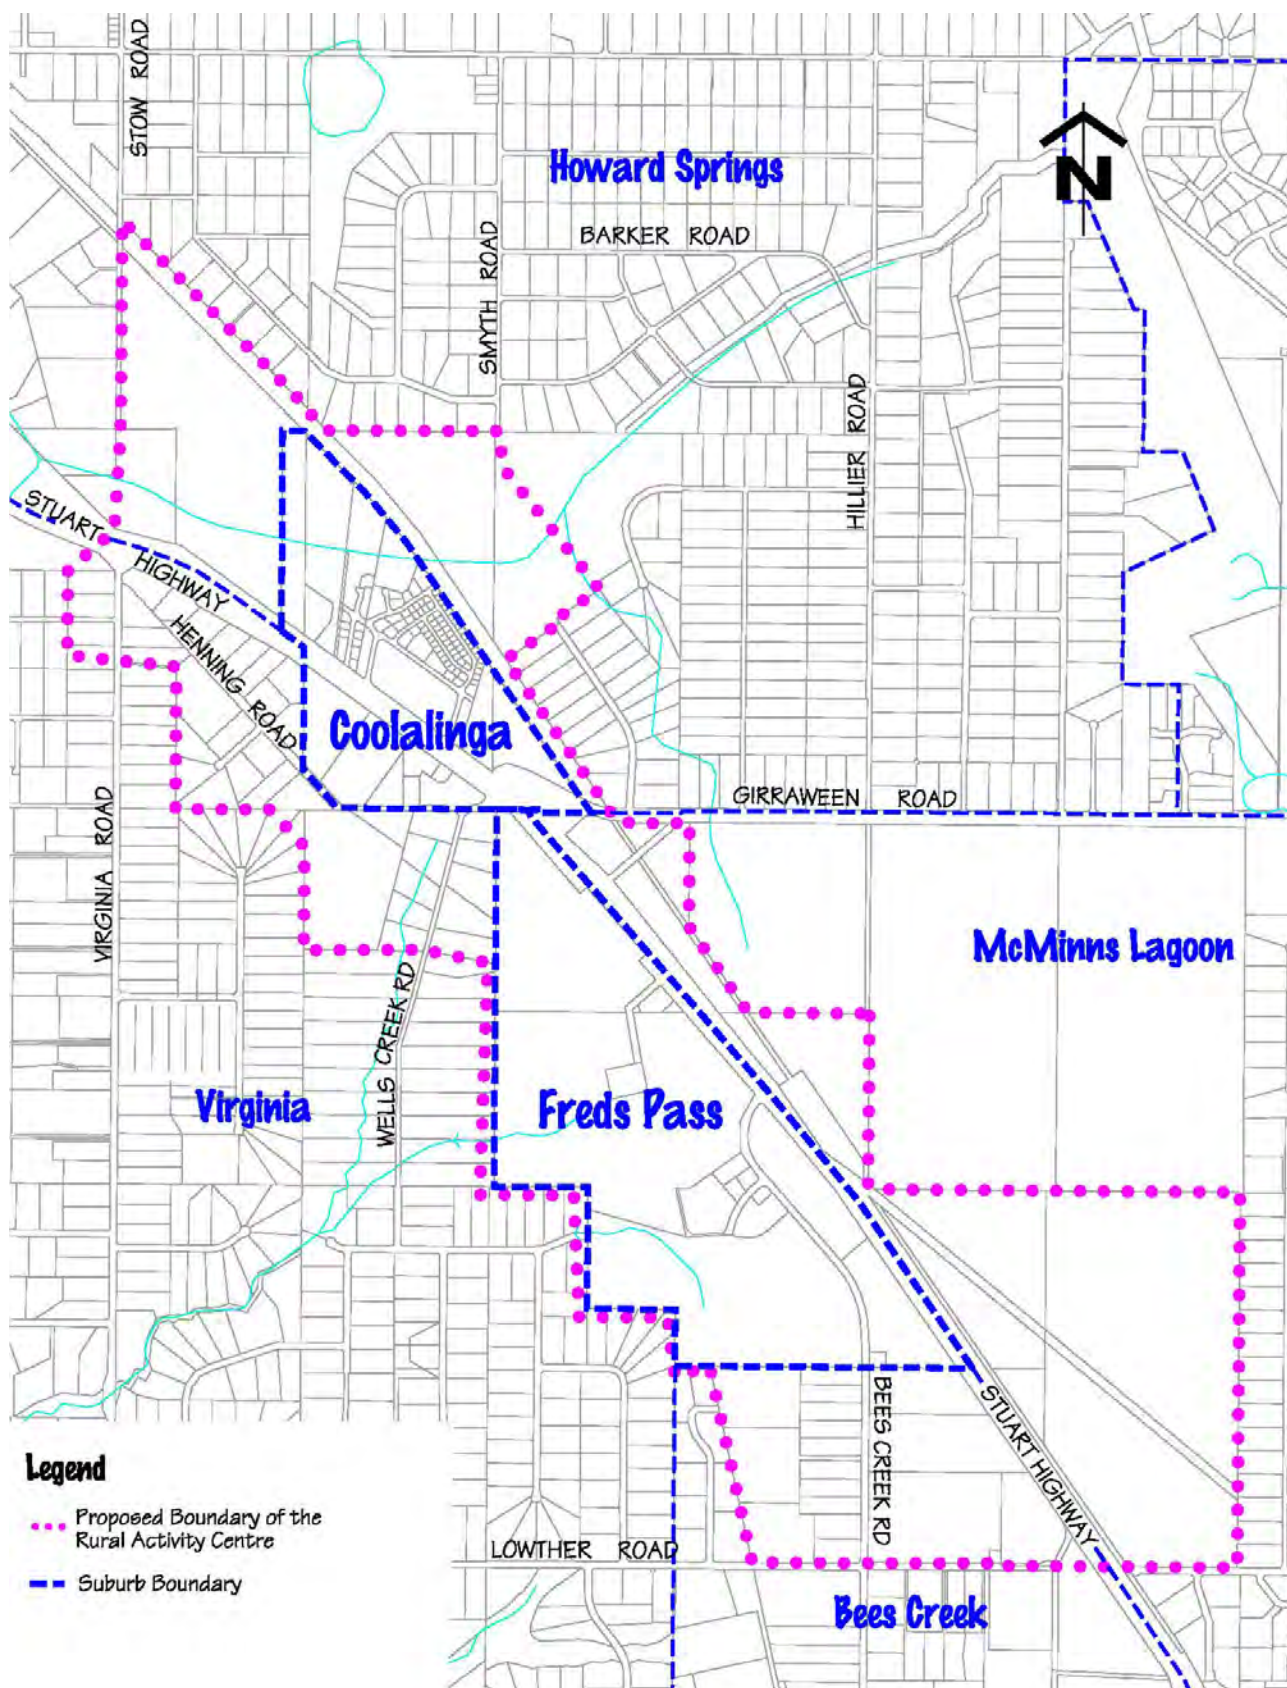 STOW ROAD
N
Howard Springs
BARKER ROAD
SMYTH ROAD
HILLIER ROAD
STUART
HIGHWAY
HENNING ROAD
Coolalinga
GIRRAWEEN ROAD
VIRGINIA ROAD
McMinns Lagoon
WELLS CREEK RD
Virginia
Freds Pass
BEES CREEK RD
STUART HIGHWAY
Legend
Proposed Boundary of the
Rural Activity Centre
Suburb Boundary
LOWTHER ROAD
Bees Creek